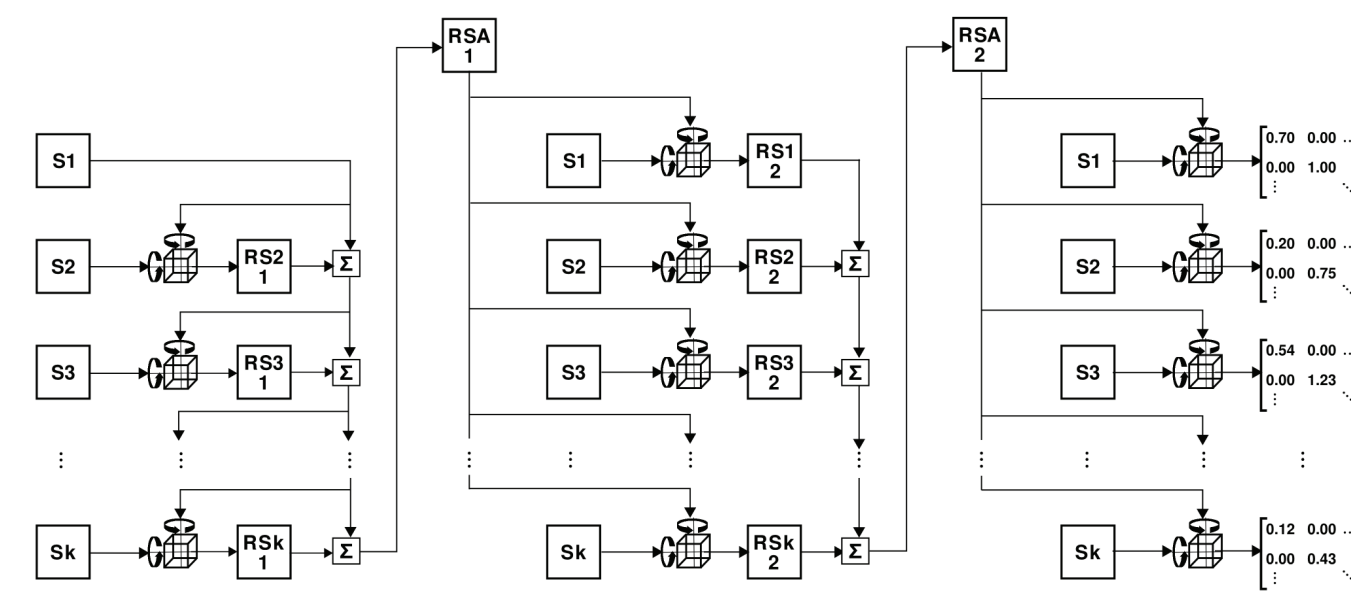 RSA
1
RSA
2
S1
S1
RS1
2
S1
0.70 0.00 ..
0.00 1.00
⋮ ⋱
S2
RS2
1
Σ
S2
RS2
2
Σ
S2
0.20 0.00 ..
0.00 0.75
⋮ ⋱
S3
RS3
1
Σ
S3
RS3
2
Σ
S3
0.54 0.00 ..
0.00 1.23
⋮ ⋱
⋮ ⋮ ⋮ ⋮ ⋮ ⋮ ⋮ ⋮ ⋮ ⋮ ⋮
Sk
RSk
1
Σ
Sk
RSk
2
Σ
Sk
0.12 0.00 ..
0.00 0.43
⋮ ⋱